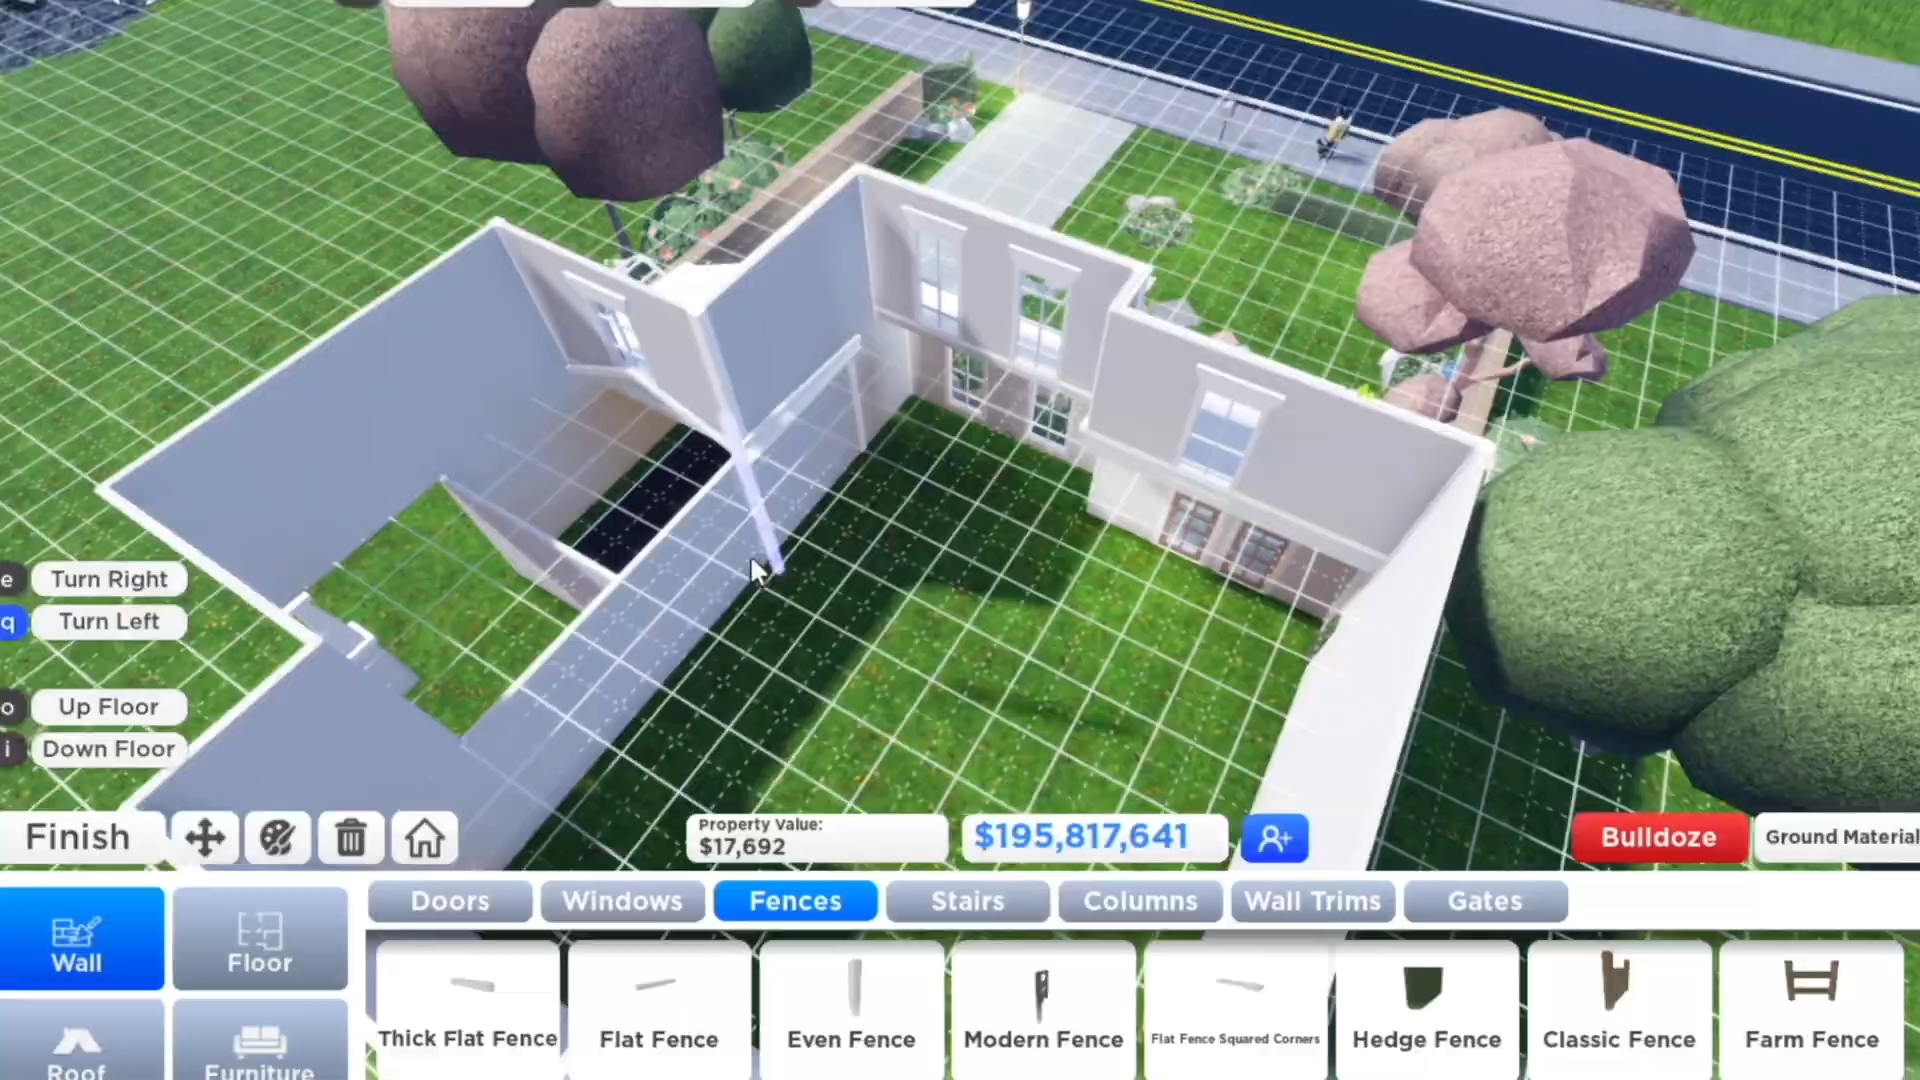 e Turn Right
q Turn Left
o Up Floor
i Down Floor
Finish
Property Value:
$17,692
$195,817,641
Bulldoze
Ground Material
Wall
Floor
Roof
Furniture
Doors
Windows
Fences
Stairs
Columns
Wall Trims
Gates
Thick Flat Fence
Flat Fence
Even Fence
Modern Fence
Flat Fence Squared Corners
Hedge Fence
Classic Fence
Farm Fence